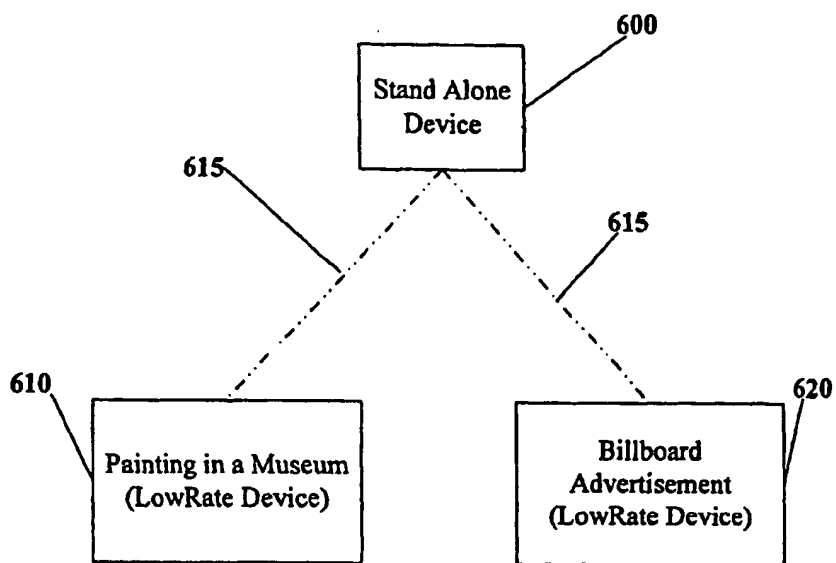 600
Stand Alone
Device
615
615
610
620
Painting in a Museum
(LowRate Device)
Billboard
Advertisement
(LowRate Device)